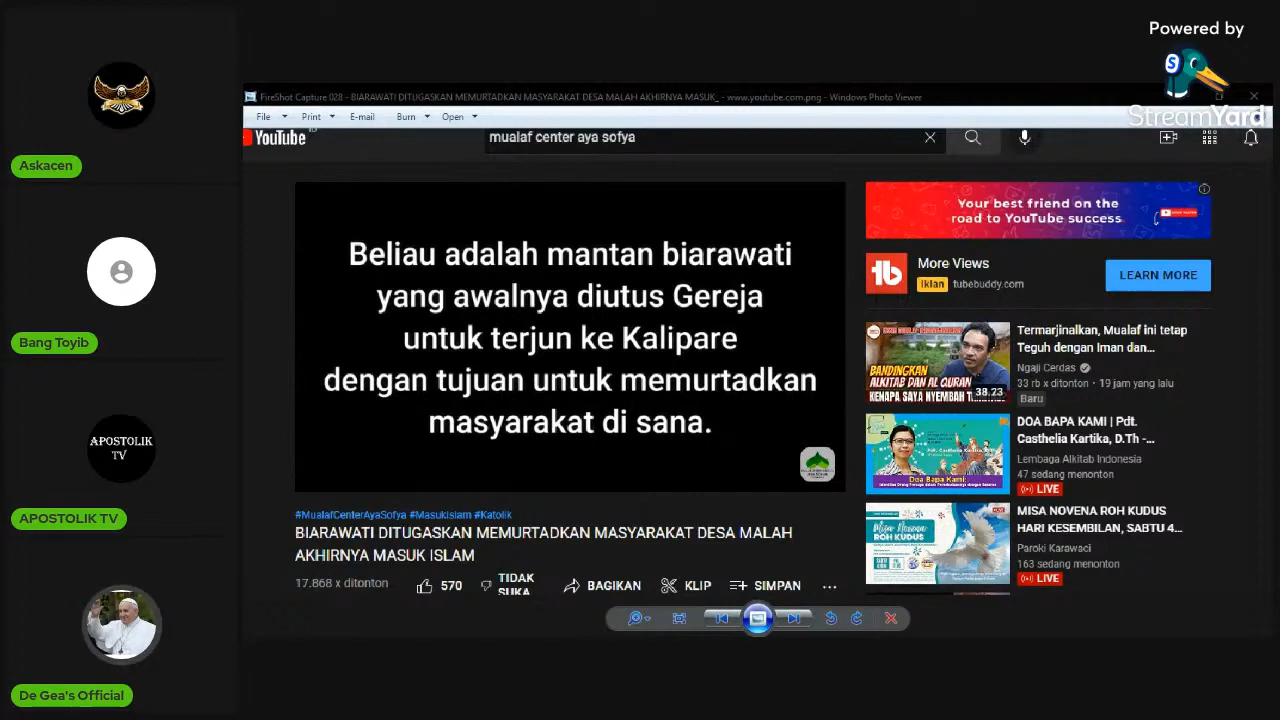 Powered by
StreamYard
Askacen
Bang Toyib
APOSTOLIK
TV
APOSTOLIK TV
De Gea's Official
FireShot Capture 028 - BIARAWATI DITUGASKAN MEMURTADKAN MASYARAKAT DESA MALAH AKHIRNYA MASUK_ - www.youtube.com.png - Windows Photo Viewer
File Print E-mail Burn Open
YouTube
mualaf center aya sofya
Beliau adalah mantan biarawati
yang awalnya diutus Gereja
untuk terjun ke Kalipare
dengan tujuan untuk memurtadkan
masyarakat di sana.
#MualafCenterAyaSofya #MasukIslam #Katolik
BIARAWATI DITUGASKAN MEMURTADKAN MASYARAKAT DESA MALAH
AKHIRNYA MASUK ISLAM
17.868 x ditonton
570
TIDAK
SUKA
BAGIKAN
KLIP
SIMPAN
Your best friend on the
road to YouTube success
More Views
Iklan tubebuddy.com
LEARN MORE
BANDINGKAN
ALKITAB DAN AL QURAN
38.23
Termarjinalkan, Mualaf ini tetap
Teguh dengan Iman dan...
Ngaji Cerdas
33 rb x ditonton • 19 jam yang lalu
Baru
Pdt. Casthelia Kartika, D.Th
Doa Bapa Kami:
DOA BAPA KAMI | Pdt.
Casthelia Kartika, D.Th -...
Lembaga Alkitab Indonesia
47 sedang menonton
LIVE
Misa Novena
ROH KUDUS
MISA NOVENA ROH KUDUS
HARI KESEMBILAN, SABTU 4...
Paroki Karawaci
163 sedang menonton
LIVE